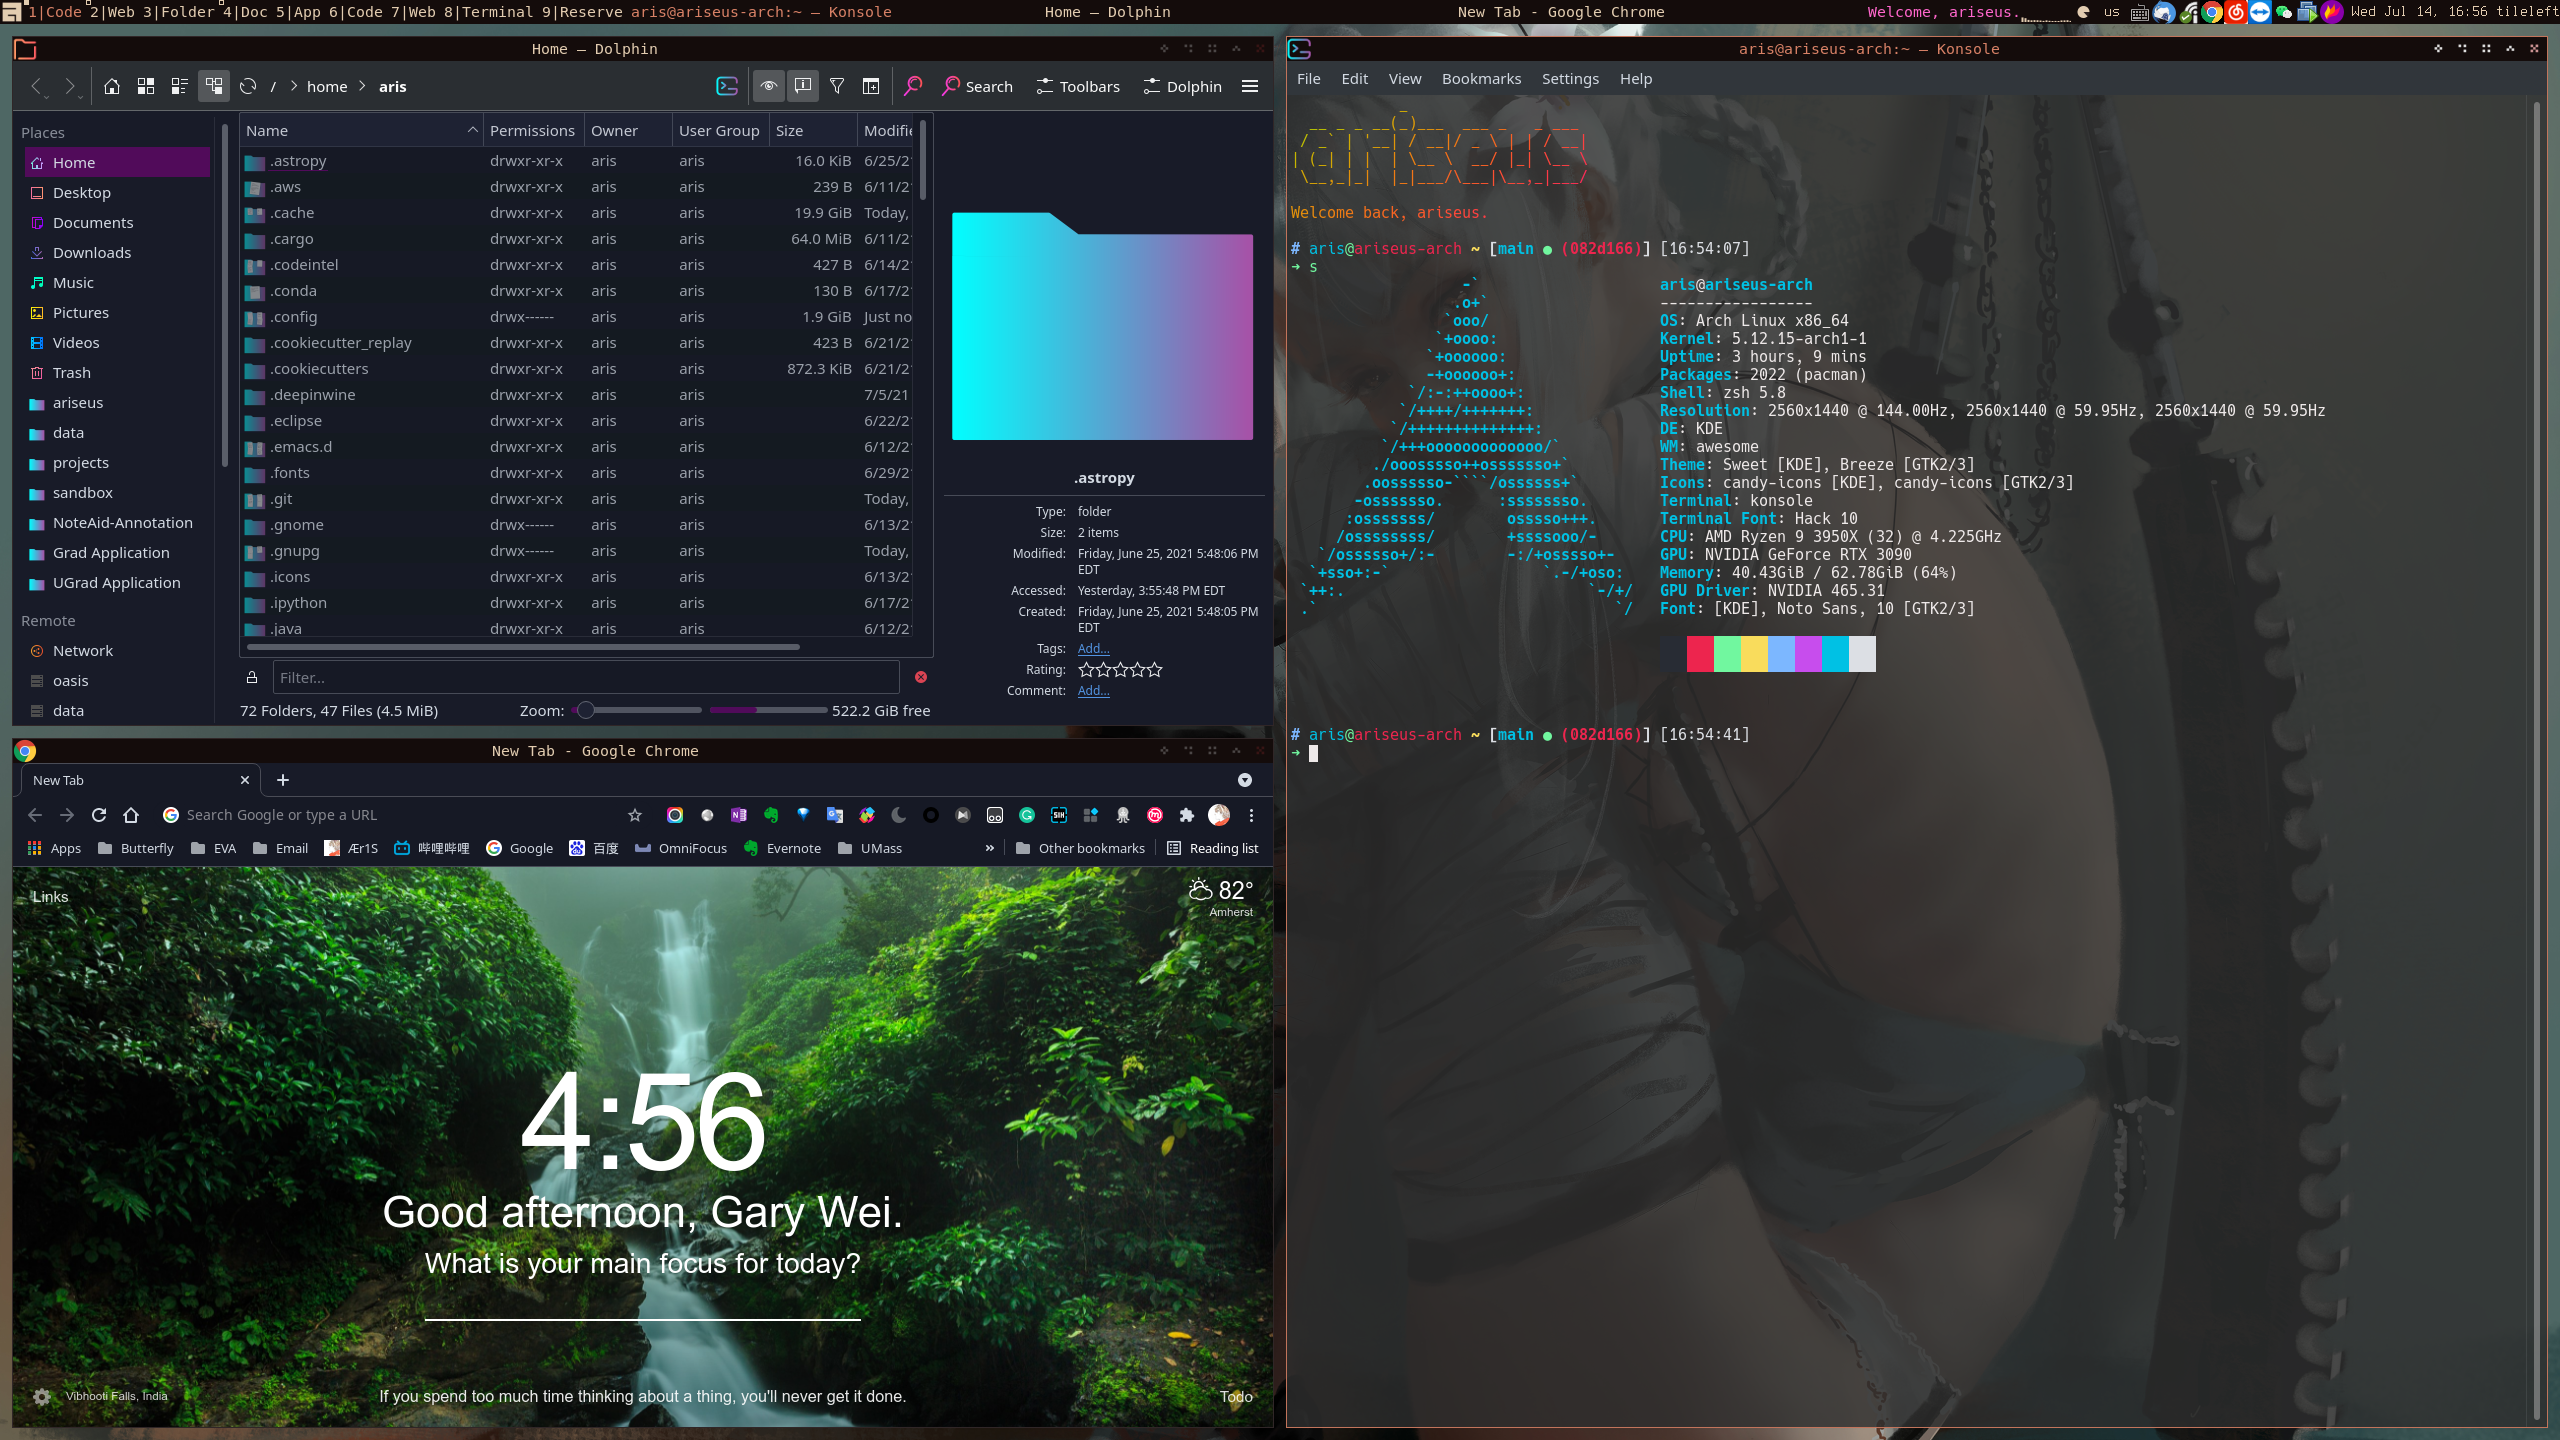 1|Code 2|Web 3|Folder 4|Doc 5|App 6|Code 7|Web 8|Terminal 9|Reserve aris@ariseus-arch:~ — Konsole Home — Dolphin New Tab - Google Chrome Welcome, ariseus. us Wed Jul 14, 16:56 tileleft
Home — Dolphin
/ > home > aris Search Toolbars Dolphin
Places
Home
Desktop
Documents
Downloads
Music
Pictures
Videos
Trash
ariseus
data
projects
sandbox
NoteAid-Annotation
Grad Application
UGrad Application
Remote
Network
oasis
data
Name Permissions Owner User Group Size Modifie
.astropy drwxr-xr-x aris aris 16.0 KiB 6/25/2
.aws drwxr-xr-x aris aris 239 B 6/11/2
.cache drwxr-xr-x aris aris 19.9 GiB Today,
.cargo drwxr-xr-x aris aris 64.0 MiB 6/11/2
.codeintel drwxr-xr-x aris aris 427 B 6/14/2
.conda drwxr-xr-x aris aris 130 B 6/17/2
.config drwx------ aris aris 1.9 GiB Just no
.cookiecutter_replay drwxr-xr-x aris aris 423 B 6/21/2
.cookiecutters drwxr-xr-x aris aris 872.3 KiB 6/21/2
.deepinwine drwxr-xr-x aris aris 7/5/21
.eclipse drwxr-xr-x aris aris 6/22/2
.emacs.d drwxr-xr-x aris aris 6/12/2
.fonts drwxr-xr-x aris aris 6/29/2
.git drwxr-xr-x aris aris Today,
.gnome drwx------ aris aris 6/13/2
.gnupg drwx------ aris aris Today,
.icons drwxr-xr-x aris aris 6/13/2
.ipython drwxr-xr-x aris aris 6/17/2
.java drwxr-xr-x aris aris 6/12/2
Filter...
72 Folders, 47 Files (4.5 MiB) Zoom: 522.2 GiB free
.astropy
Type: folder
Size: 2 items
Modified: Friday, June 25, 2021 5:48:06 PM
EDT
Accessed: Yesterday, 3:55:48 PM EDT
Created: Friday, June 25, 2021 5:48:05 PM
EDT
Tags: Add...
Rating:
Comment: Add...
New Tab - Google Chrome
New Tab
Search Google or type a URL
Apps Butterfly EVA Email Ær1S 哔哩哔哩 Google 百度 OmniFocus Evernote UMass » Other bookmarks Reading list
Links
82°
Amherst
4:56
Good afternoon, Gary Wei.
What is your main focus for today?
Vibhooti Falls, India
If you spend too much time thinking about a thing, you'll never get it done.
Todo
aris@ariseus-arch:~ — Konsole
File Edit View Bookmarks Settings Help
Welcome back, ariseus.
# aris@ariseus-arch ~ [main ● (082d166)] [16:54:07]
➜ s
aris@ariseus-arch
-----------------
OS: Arch Linux x86_64
Kernel: 5.12.15-arch1-1
Uptime: 3 hours, 9 mins
Packages: 2022 (pacman)
Shell: zsh 5.8
Resolution: 2560x1440 @ 144.00Hz, 2560x1440 @ 59.95Hz, 2560x1440 @ 59.95Hz
DE: KDE
WM: awesome
Theme: Sweet [KDE], Breeze [GTK2/3]
Icons: candy-icons [KDE], candy-icons [GTK2/3]
Terminal: konsole
Terminal Font: Hack 10
CPU: AMD Ryzen 9 3950X (32) @ 4.225GHz
GPU: NVIDIA GeForce RTX 3090
Memory: 40.43GiB / 62.78GiB (64%)
GPU Driver: NVIDIA 465.31
Font: [KDE], Noto Sans, 10 [GTK2/3]
# aris@ariseus-arch ~ [main ● (082d166)] [16:54:41]
➜